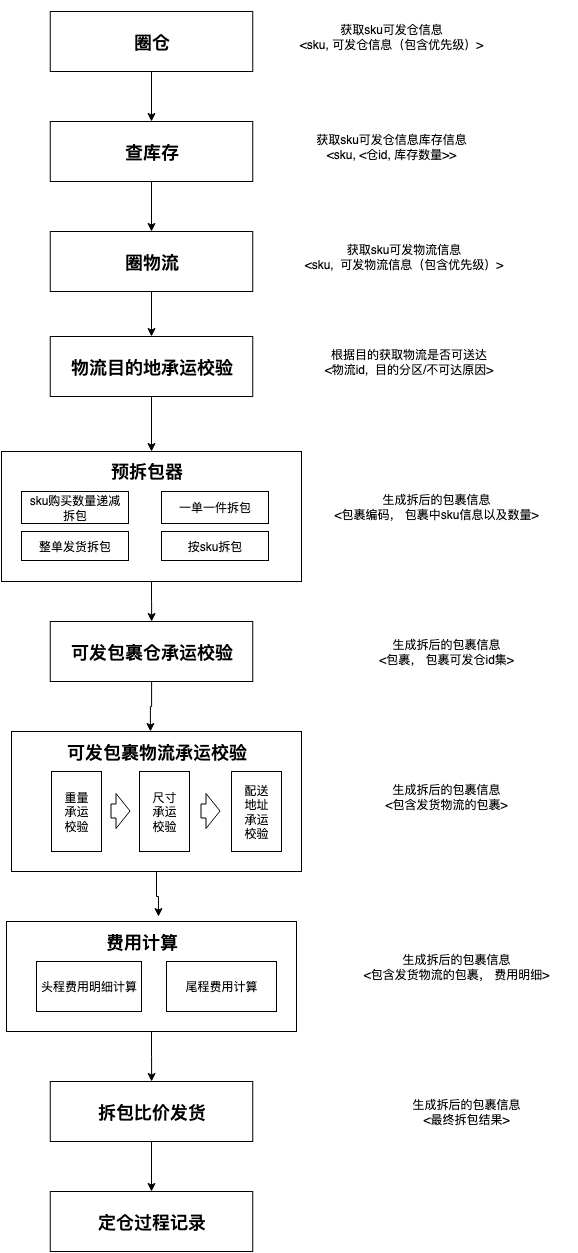 圈仓
获取sku可发仓信息
<sku, 可发仓信息（包含优先级）>
查库存
获取sku可发仓信息库存信息
<sku, <仓id, 库存数量>>
圈物流
获取sku可发物流信息
<sku,  可发物流信息（包含优先级）>
物流目的地承运校验
根据目的获取物流是否可送达
<物流id,  目的分区/不可达原因>
预拆包器
sku购买数量递减
拆包
一单一件拆包
整单发货拆包
按sku拆包
生成拆后的包裹信息
<包裹编码，  包裹中sku信息以及数量>
可发包裹仓承运校验
生成拆后的包裹信息
<包裹，  包裹可发仓id集>
可发包裹物流承运校验
重量
承运
校验
尺寸
承运
校验
配送
地址
承运
校验
生成拆后的包裹信息
<包含发货物流的包裹>
费用计算
头程费用明细计算
尾程费用计算
生成拆后的包裹信息
<包含发货物流的包裹，  费用明细>
拆包比价发货
生成拆后的包裹信息
<最终拆包结果>
定仓过程记录